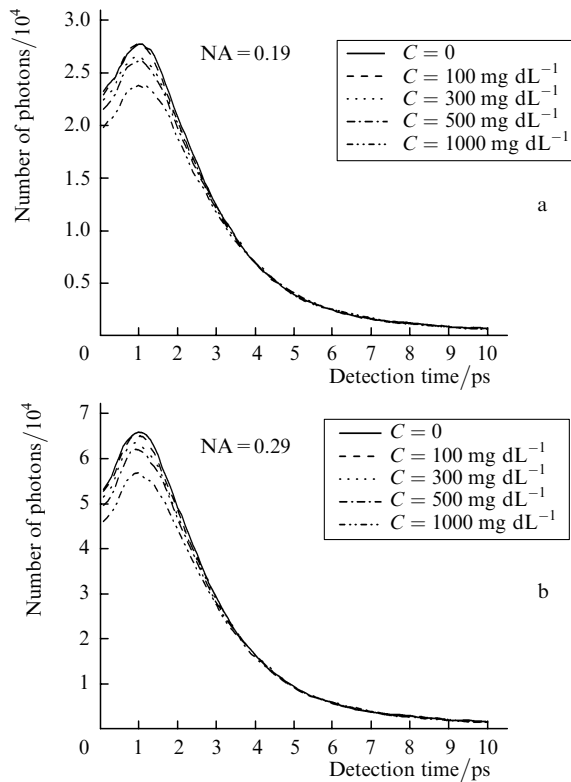 Number of photons/10⁴
3.0
2.5
2.0
1.5
1.0
0.5
0
1
2
3
4
5
6
7
8
9
10
Detection time/ps
NA = 0.19
C = 0
C = 100 mg dL⁻¹
C = 300 mg dL⁻¹
C = 500 mg dL⁻¹
C = 1000 mg dL⁻¹
a
Number of photons/10⁴
7
6
5
4
3
2
1
0
1
2
3
4
5
6
7
8
9
10
Detection time/ps
NA = 0.29
C = 0
C = 100 mg dL⁻¹
C = 300 mg dL⁻¹
C = 500 mg dL⁻¹
C = 1000 mg dL⁻¹
b